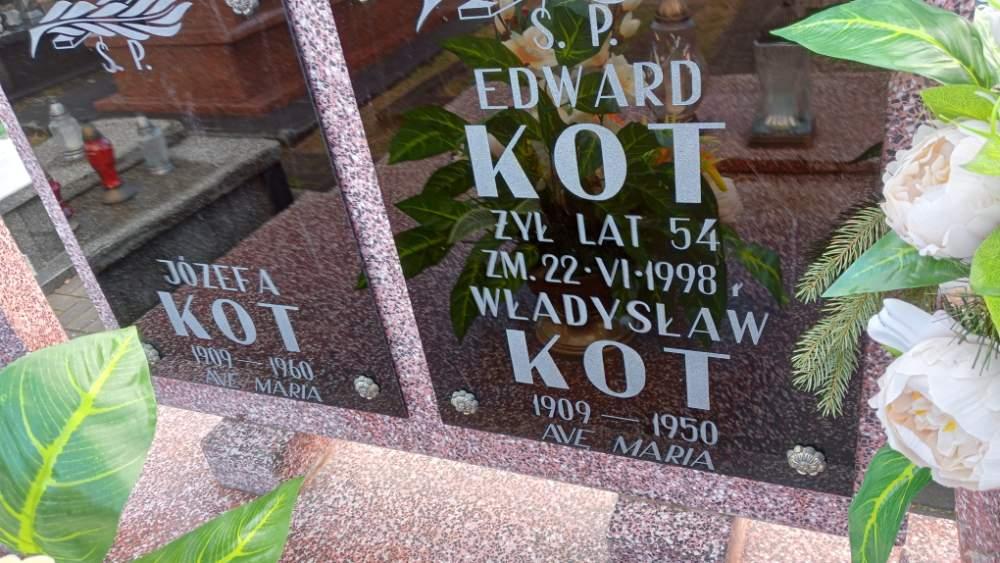 Ś. P.
JÓZEFA
KOT
1909 — 1960
AVE MARIA
Ś. P.
EDWARD
KOT
ŻYŁ LAT 54
ZM. 22·VI·1998 r
WŁADYSŁAW
KOT
1909 — 1950
AVE MARIA